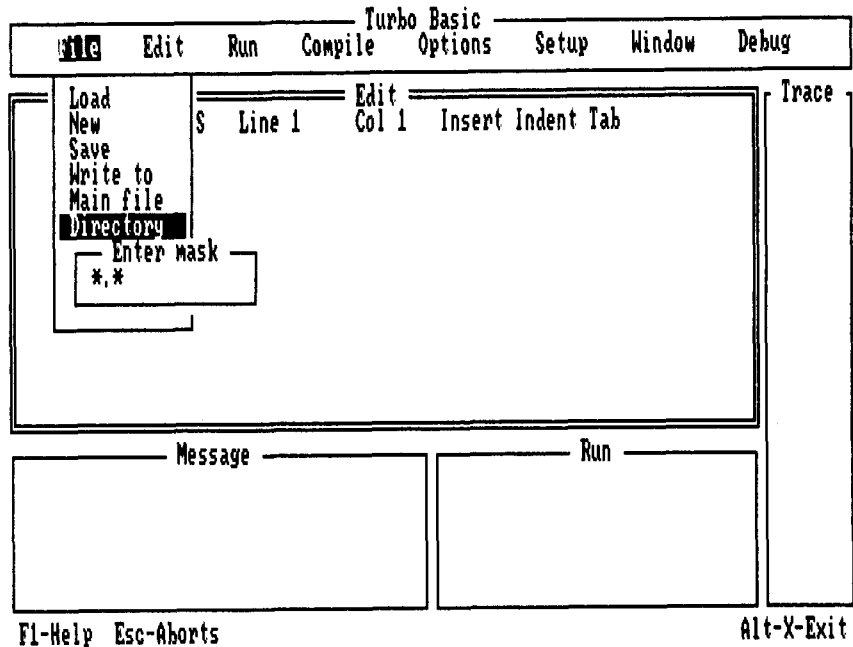 Turbo Basic
File Edit Run Compile Options Setup Window Debug
Load
New
Save
Write to
Main file
Directory
Enter mask
*.*
Edit
S Line 1 Col 1 Insert Indent Tab
Trace
Message
Run
F1-Help Esc-Aborts Alt-X-Exit